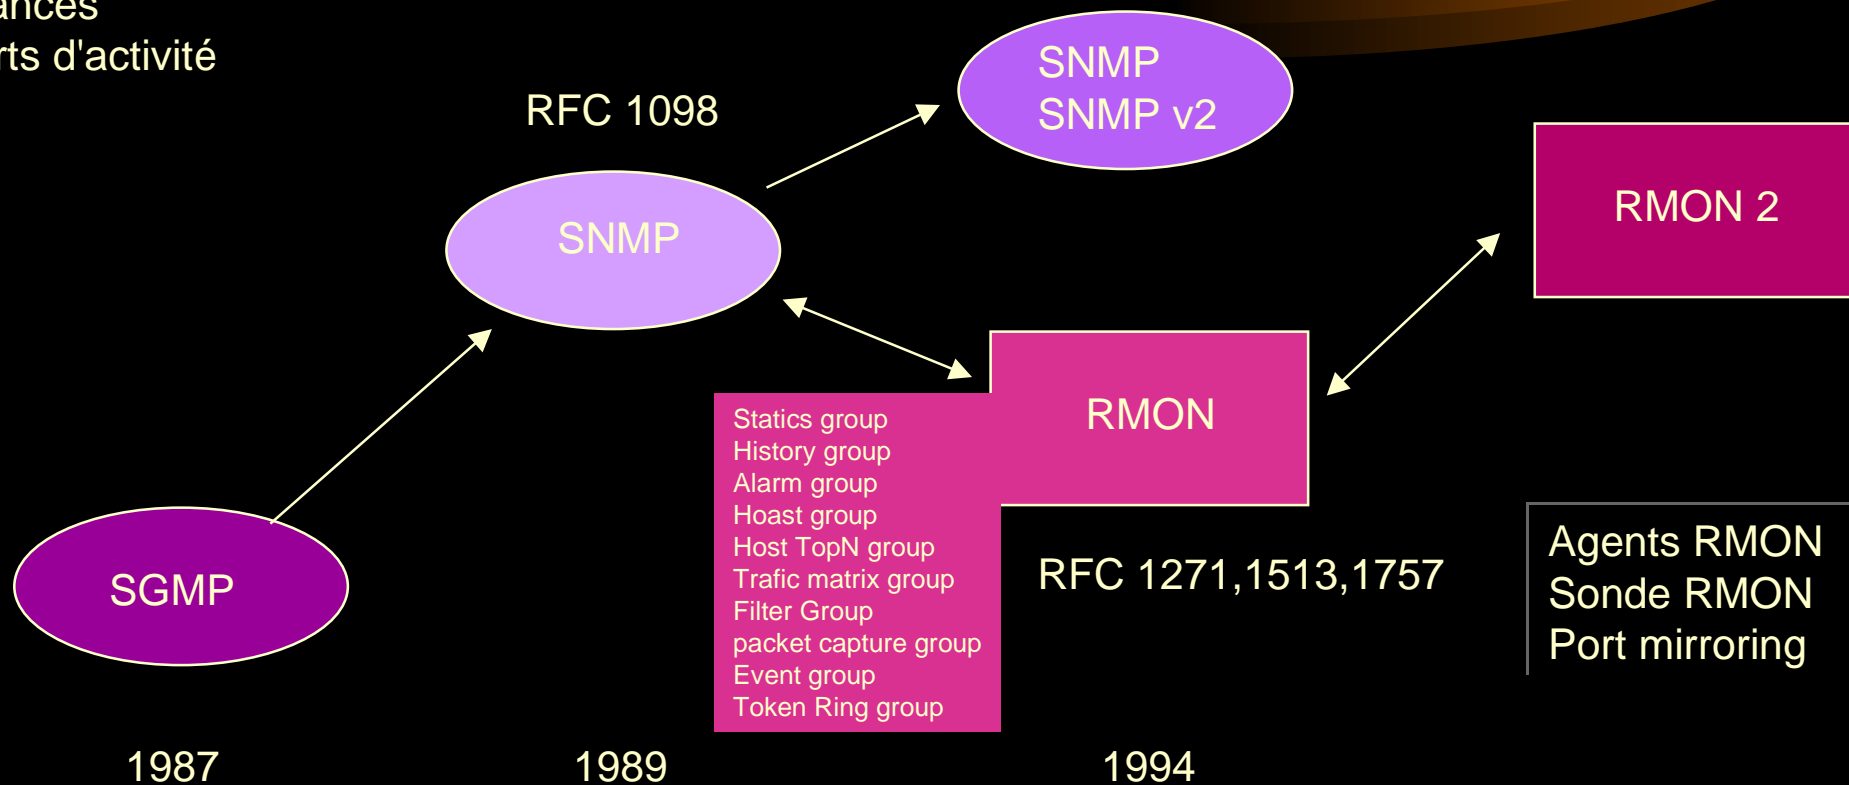 rts d'activité
SNMP
SNMP v2
RFC 1098
SNMP
RMON 2
RMON
Statics group
History group
Alarm group
Hoast group
Host TopN group
Trafic matrix group
Filter Group
packet capture group
Event group
Token Ring group
RFC 1271,1513,1757
Agents RMON
Sonde RMON
Port mirroring
SGMP
1987
1989
1994